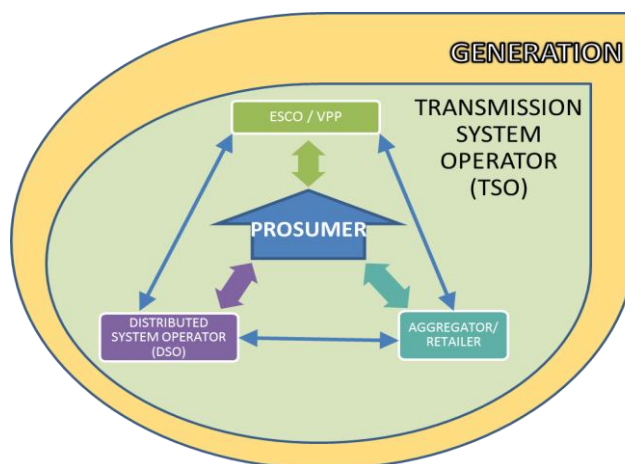 GENERATION
TRANSMISSION
SYSTEM
OPERATOR
(TSO)
ESCO / VPP
PROSUMER
DISTRIBUTED
SYSTEM OPERATOR
(DSO)
AGGREGATOR/
RETAILER